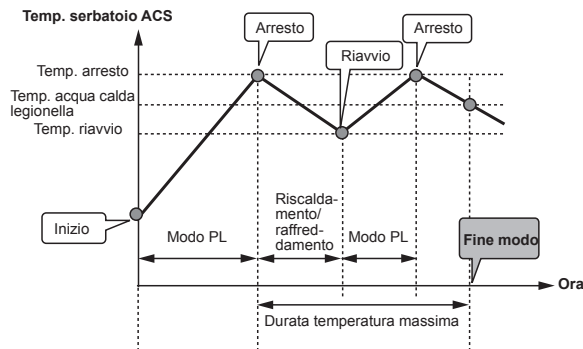 Temp. serbatoio ACS
Arresto
Arresto
Riavvio
Temp. arresto
Temp. acqua calda
legionella
Temp. riavvio
Inizio
Riscalda-
mento/
raffred-
damento
Modo PL
Modo PL
Fine modo
Ora
Durata temperatura massima